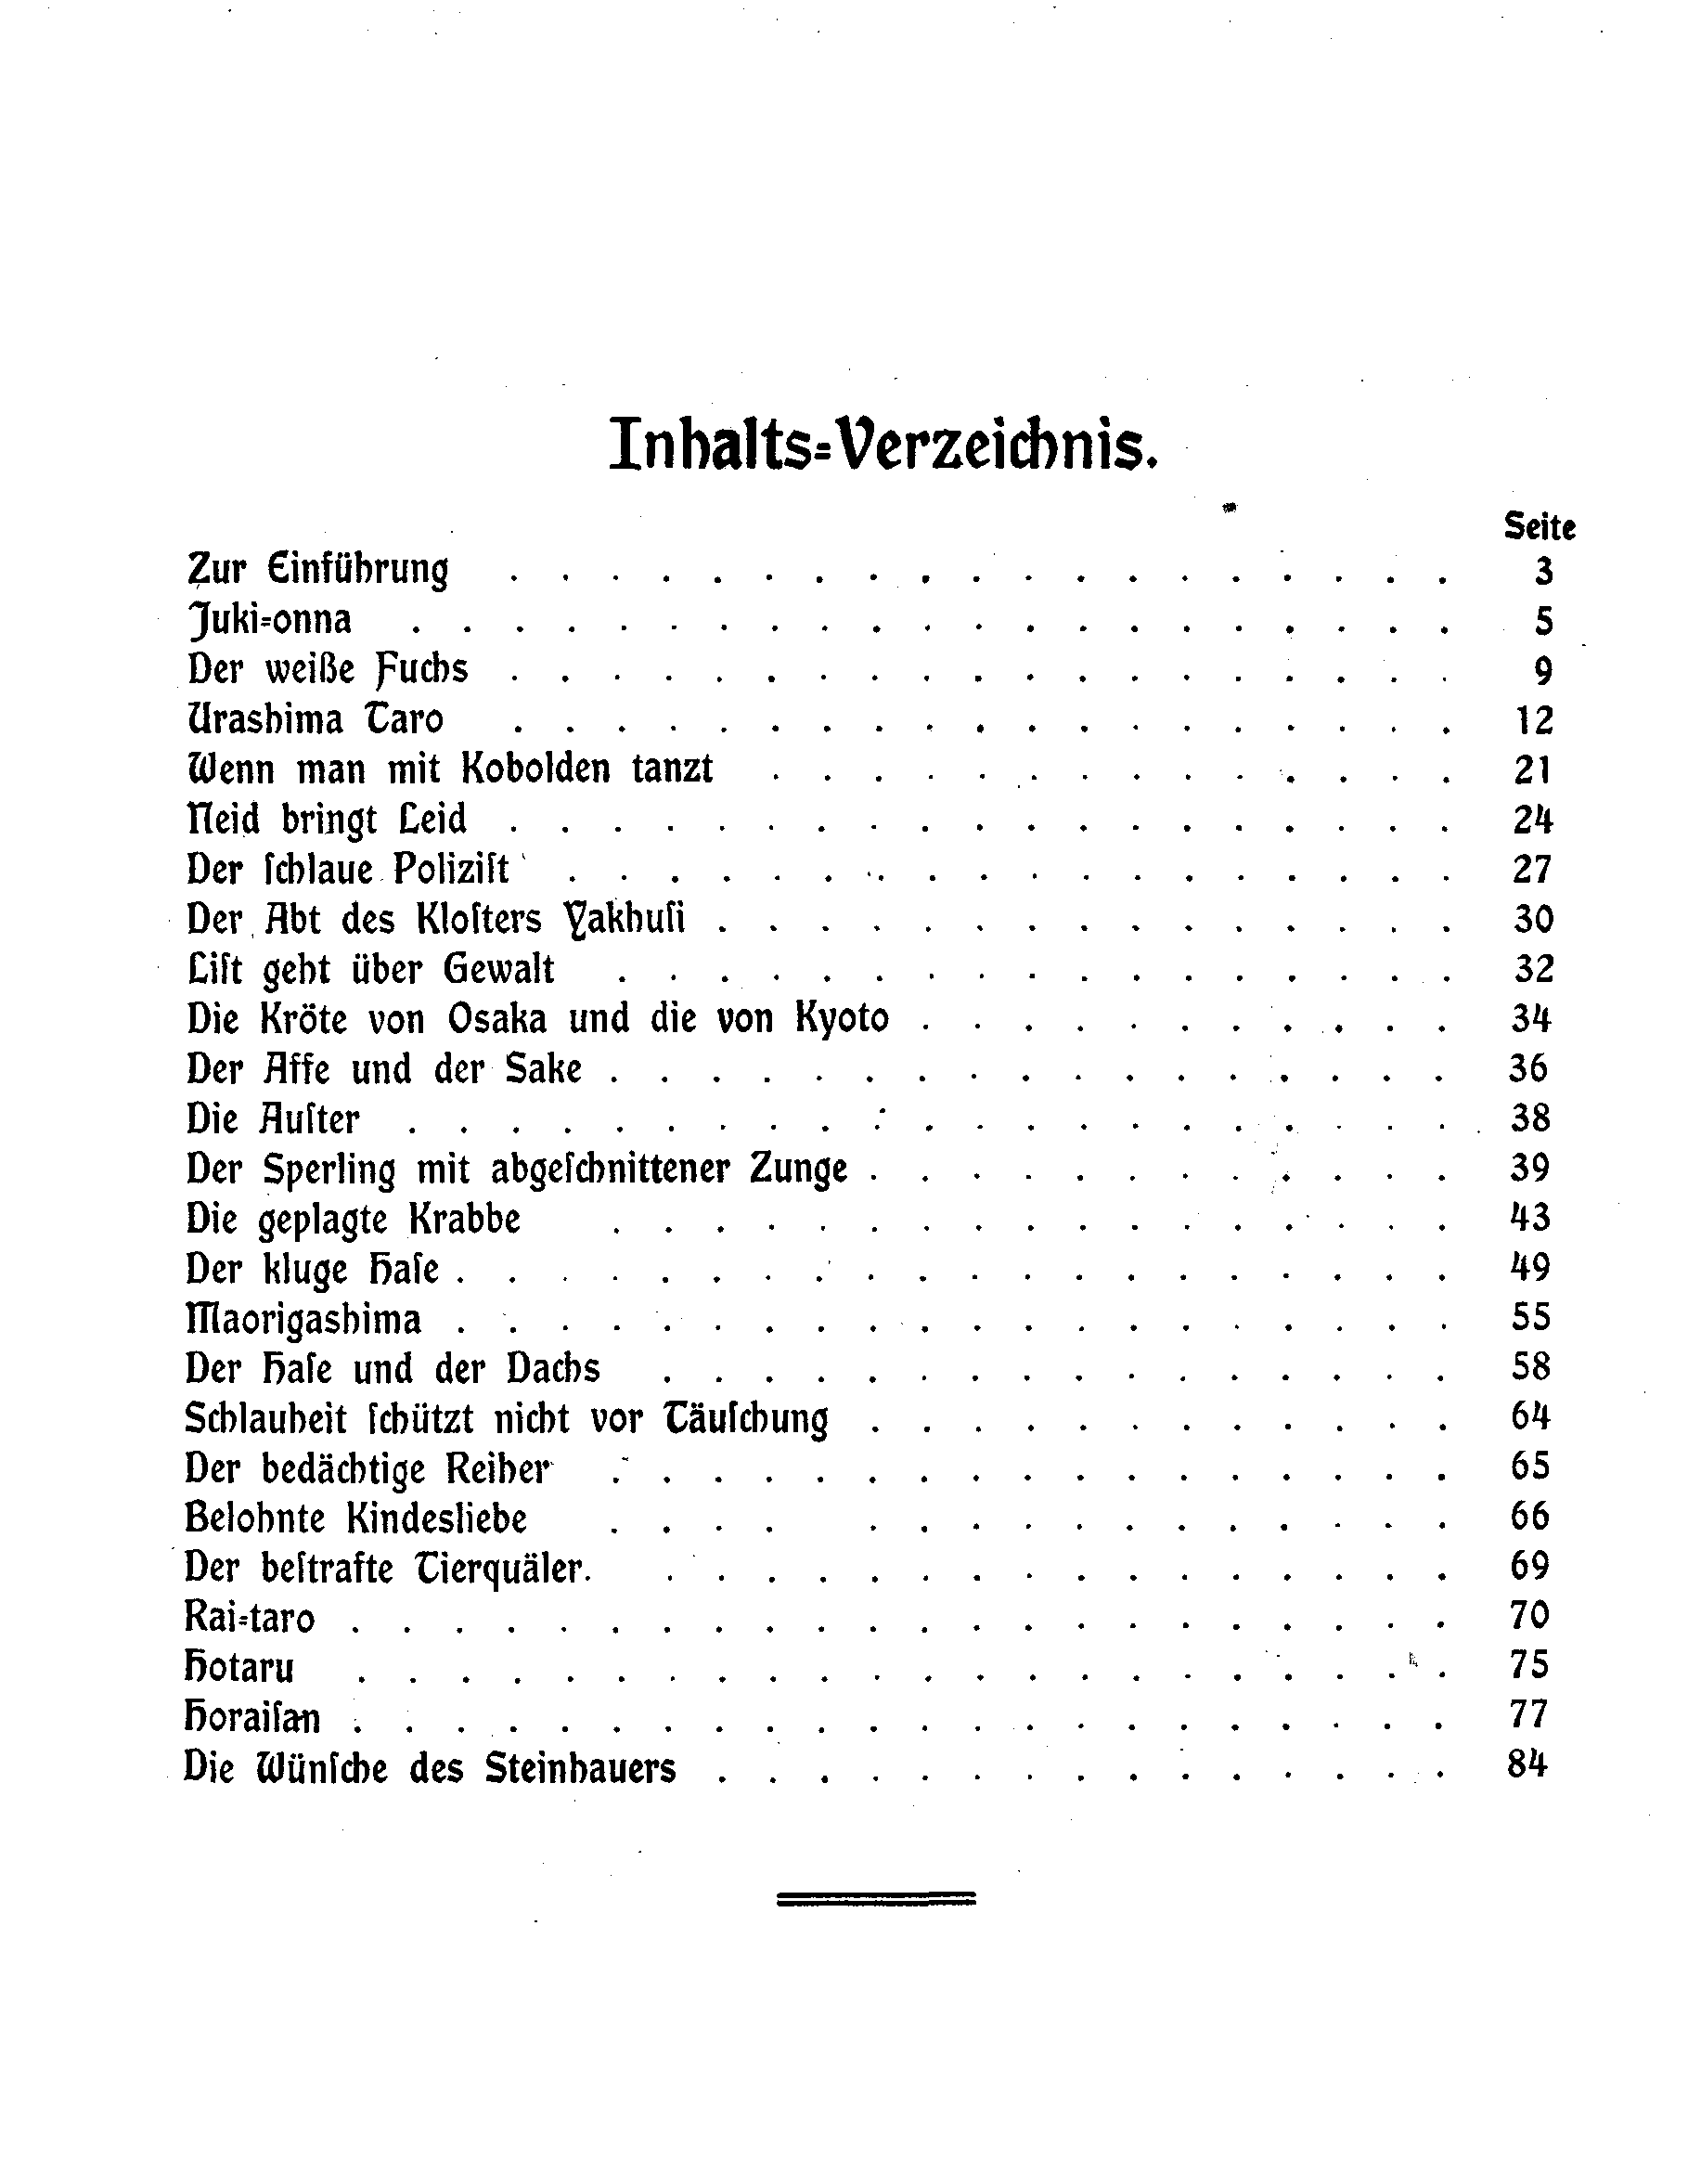 Inhalts=Verzeichnis.
Seite
Zur Einführung . . . . . . . . . . . . . . . . . . . 3
Juki=onna . . . . . . . . . . . . . . . . . . . . . 5
Der weiße Fuchs . . . . . . . . . . . . . . . . . . . 9
Urashima Taro . . . . . . . . . . . . . . . . . . . 12
Wenn man mit Kobolden tanzt . . . . . . . . . . . . . . 21
Neid bringt Leid . . . . . . . . . . . . . . . . . . . 24
Der ſchlaue Poliziſt . . . . . . . . . . . . . . . . . . 27
Der Abt des Kloſters Yakhuſi . . . . . . . . . . . . . . . 30
Liſt geht über Gewalt . . . . . . . . . . . . . . . . . 32
Die Kröte von Osaka und die von Kyoto . . . . . . . . . . . 34
Der Affe und der Sake . . . . . . . . . . . . . . . . . 36
Die Auſter . . . . . . . . . . . . . . . . . . . . . 38
Der Sperling mit abgeſchnittener Zunge . . . . . . . . . . . . 39
Die geplagte Krabbe . . . . . . . . . . . . . . . . . 43
Der kluge Haſe . . . . . . . . . . . . . . . . . . . . 49
Maorigashima . . . . . . . . . . . . . . . . . . . . 55
Der Haſe und der Dachs . . . . . . . . . . . . . . . . 58
Schlauheit ſchützt nicht vor Täuſchung . . . . . . . . . . . . 64
Der bedächtige Reiher . . . . . . . . . . . . . . . . . 65
Belohnte Kindesliebe . . . . . . . . . . . . . . . . 66
Der beſtrafte Tierquäler. . . . . . . . . . . . . . . . . 69
Rai=taro . . . . . . . . . . . . . . . . . . . . . . 70
Hotaru . . . . . . . . . . . . . . . . . . . . . . 75
Horaiſan . . . . . . . . . . . . . . . . . . . . . . 77
Die Wünſche des Steinhauers . . . . . . . . . . . . . . . 84